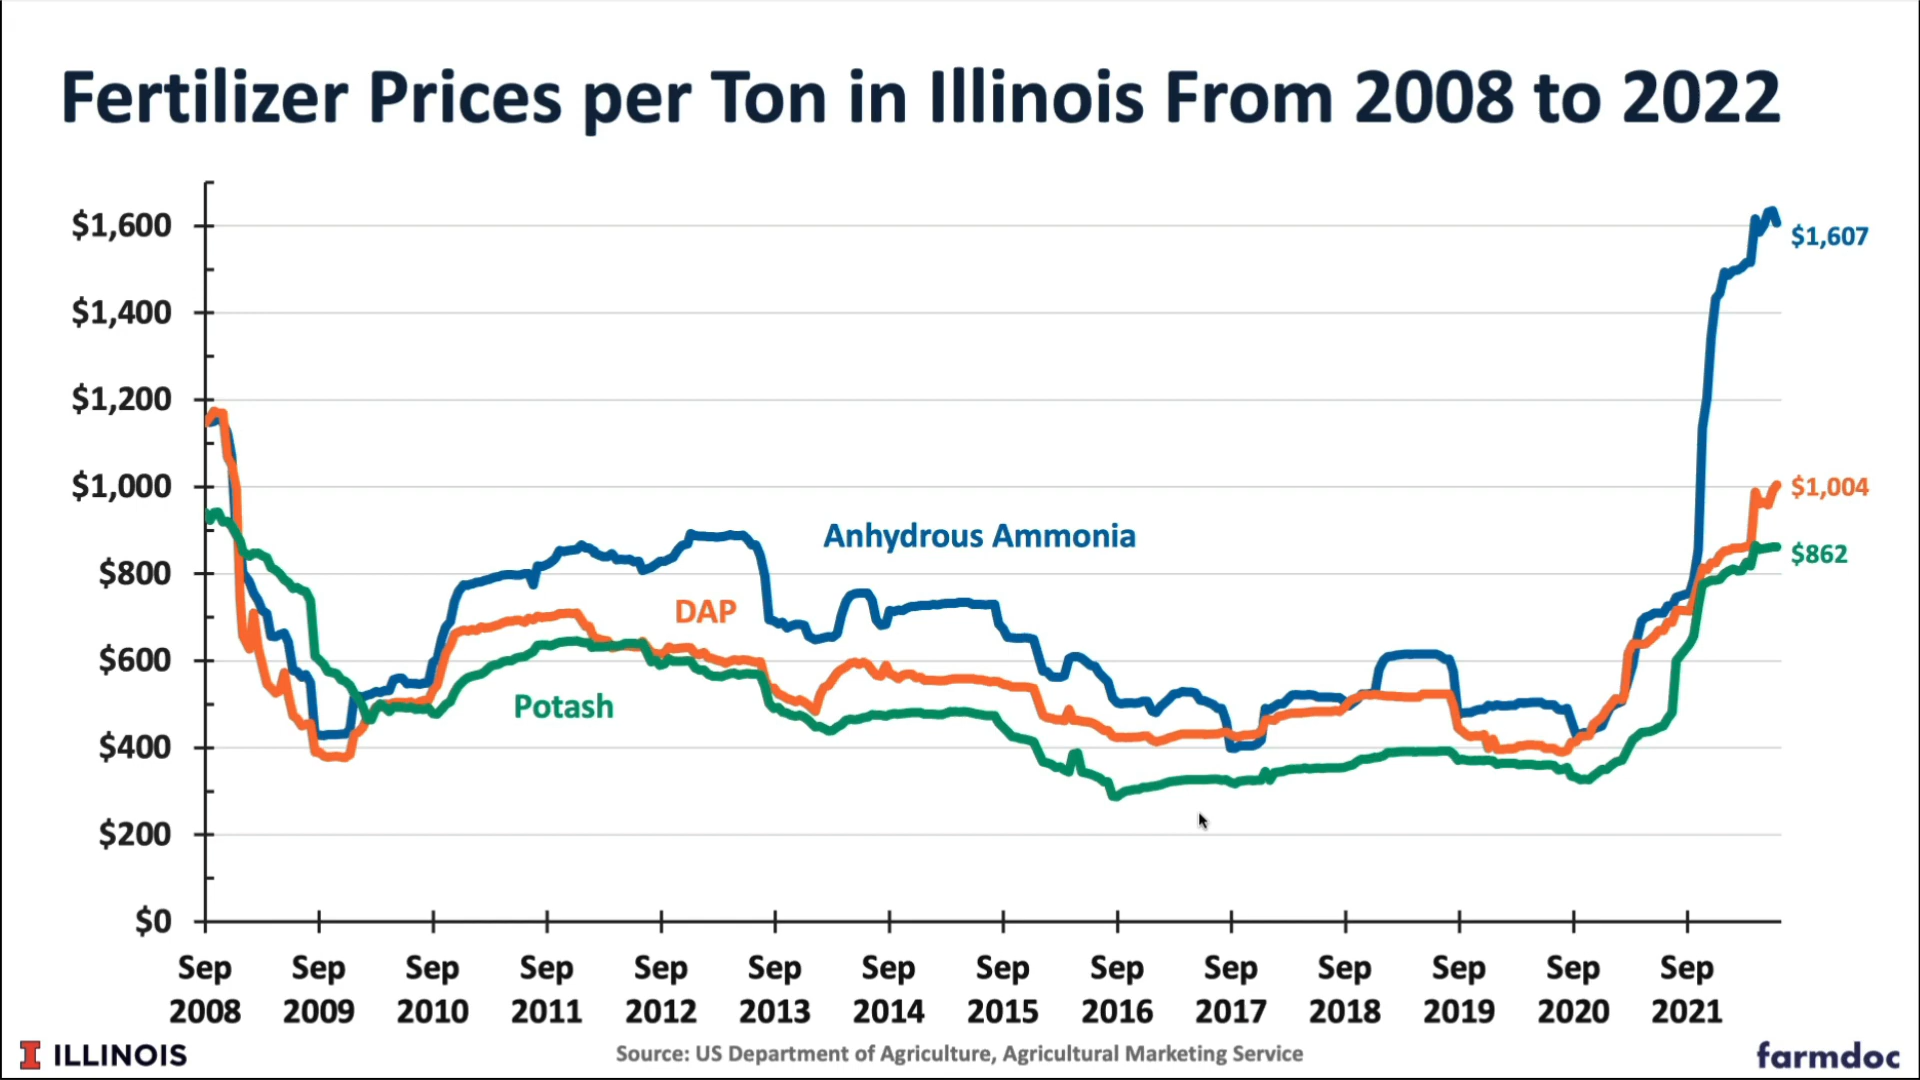 Fertilizer Prices per Ton in Illinois From 2008 to 2022
$1,600
$1,400
$1,200
$1,000
$800
$600
$400
$200
$0
$1,607
$1,004
$862
Anhydrous Ammonia
DAP
Potash
Sep 2008
Sep 2009
Sep 2010
Sep 2011
Sep 2012
Sep 2013
Sep 2014
Sep 2015
Sep 2016
Sep 2017
Sep 2018
Sep 2019
Sep 2020
Sep 2021
I ILLINOIS
Source: US Department of Agriculture, Agricultural Marketing Service
farmdoc